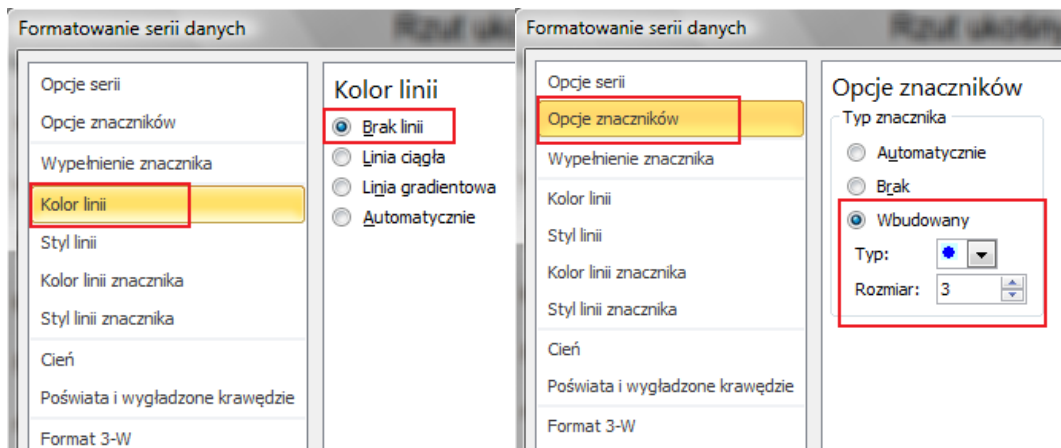 Formatowanie serii danych
Opcje serii
Opcje znaczników
Wypełnienie znacznika
Kolor linii
Styl linii
Kolor linii znacznika
Styl linii znacznika
Cień
Poświata i wygładzone krawędzie
Format 3-W
Kolor linii
Brak linii
Linia ciągła
Linia gradientowa
Automatycznie
Formatowanie serii danych
Opcje serii
Opcje znaczników
Wypełnienie znacznika
Kolor linii
Styl linii
Kolor linii znacznika
Styl linii znacznika
Cień
Poświata i wygładzone krawędzie
Format 3-W
Opcje znaczników
Typ znacznika
Automatycznie
Brak
Wbudowany
Typ:
Rozmiar: 3